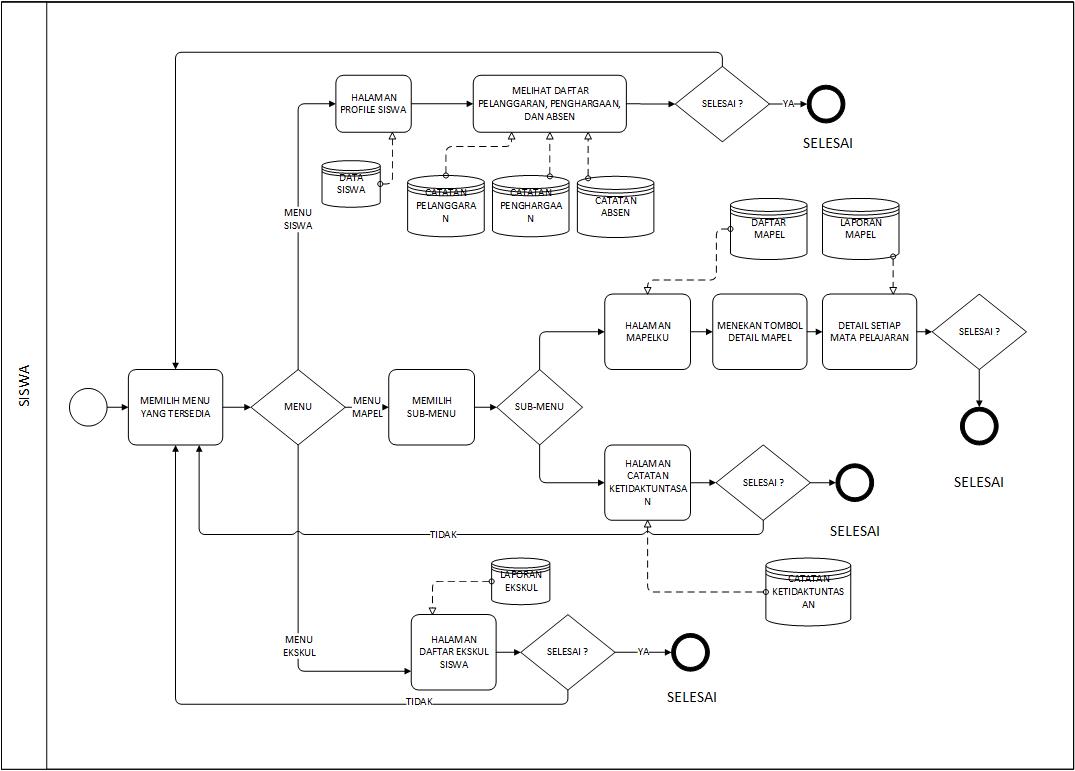 SISWA
HALAMAN
PROFILE SISWA
MELIHAT DAFTAR
PELANGGARAN, PENGHARGAAN,
DAN ABSEN
SELESAI ?
YA
SELESAI
DATA
SISWA
CATATAN
PELANGGARA
N
CATATAN
PENGHARGAA
N
CATATAN
ABSEN
MENU
SISWA
DAFTAR
MAPEL
LAPORAN
MAPEL
HALAMAN
MAPELKU
MENEKAN TOMBOL
DETAIL MAPEL
DETAIL SETIAP
MATA PELAJARAN
SELESAI ?
SELESAI
MEMILIH MENU
YANG TERSEDIA
MENU
MENU
MAPEL
MEMILIH
SUB-MENU
SUB-MENU
HALAMAN
CATATAN
KETIDAKTUNTASA
N
SELESAI ?
SELESAI
TIDAK
LAPORAN
EKSKUL
CATATAN
KETIDAKTUNTAS
AN
MENU
EKSKUL
HALAMAN
DAFTAR EKSKUL
SISWA
SELESAI ?
YA
SELESAI
TIDAK